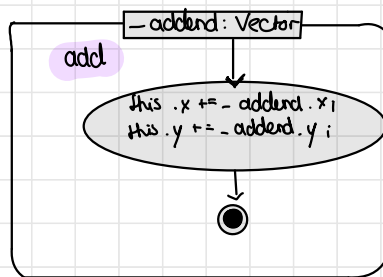 _addend: Vector
add
this.x += _addend.x;
this.y += _addend.y;